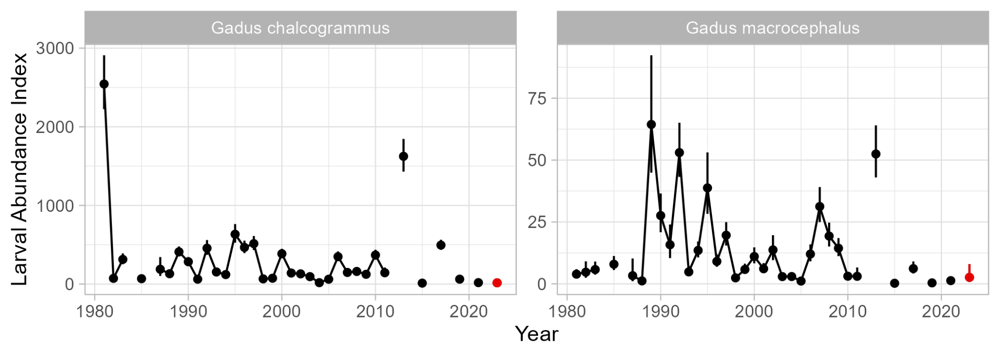 Gadus chalcogrammus
Gadus macrocephalus
Larval Abundance Index
3000
2000
1000
0
75
50
25
0
1980 1990 2000 2010 2020
1980 1990 2000 2010 2020
Year